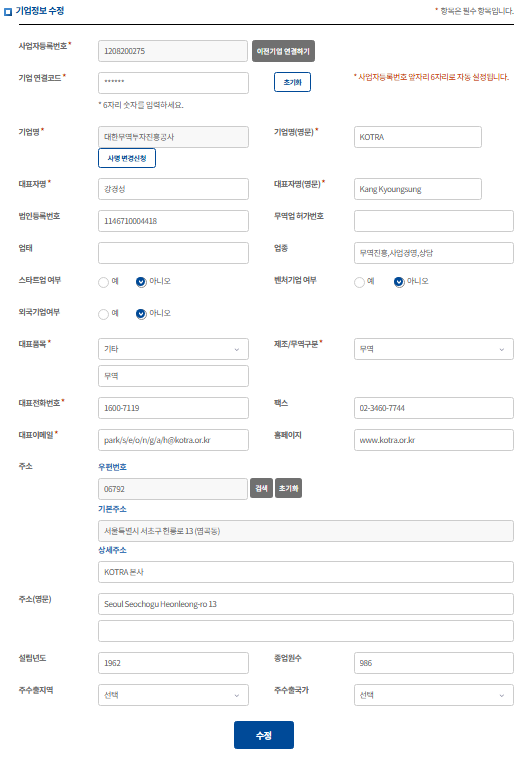 기업정보 수정
* 항목은 필수 항목입니다.
사업자등록번호 *
1208200275
이전기업 연결하기
기업 연결코드 *
******
초기화
* 사업자등록번호 앞자리 6자리로 자동 설정됩니다.
* 6자리 숫자를 입력하세요.
기업명 *
대한무역투자진흥공사
기업명(영문) *
KOTRA
사명 변경신청
대표자명 *
강경성
대표자명(영문) *
Kang Kyoungsung
법인등록번호
1146710004418
무역업 허가번호
업태
업종
무역진흥,사업경영,상담
스타트업 여부
예
아니오
벤처기업 여부
예
아니오
외국기업여부
예
아니오
대표품목 *
기타
제조/무역구분 *
무역
무역
대표전화번호 *
1600-7119
팩스
02-3460-7744
대표이메일 *
park/s/e/o/n/g/a/h@kotra.or.kr
홈페이지
www.kotra.or.kr
주소
우편번호
06792
검색
초기화
기본주소
서울특별시 서초구 헌릉로 13 (염곡동)
상세주소
KOTRA 본사
주소(영문)
Seoul Seochogu Heonleong-ro 13
설립년도
1962
종업원수
986
주수출지역
선택
주수출국가
선택
수정